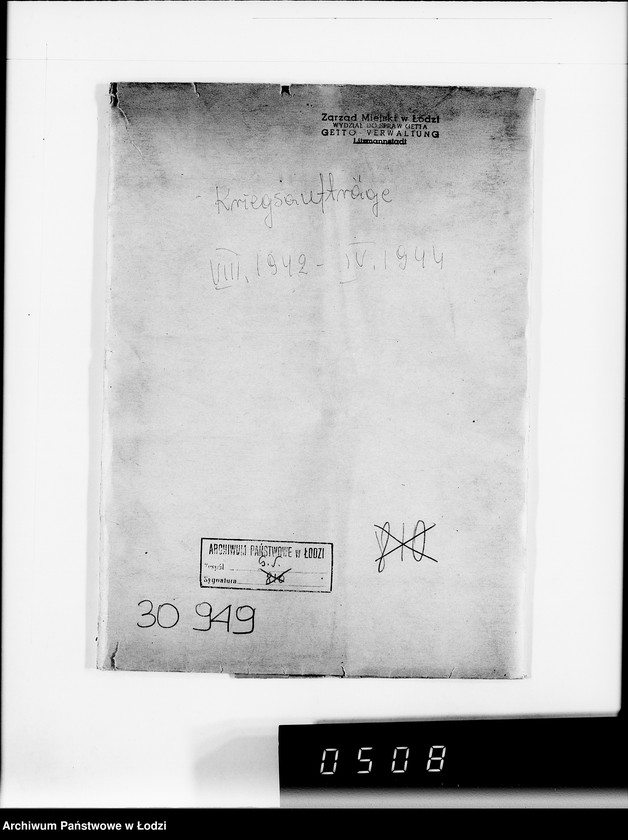 Zarząd Miejski w Łodzi
WYDZIAŁ DO SPRAW GETTA
GETTO-VERWALTUNG
Litzmannstadt
Kriegsaufträge
VIII. 1942 - IV. 1944
810
ARCHIWUM PAŃSTWOWE w ŁODZI
Zespół
Sygnatura 810
30 949
0508
Archiwum Państwowe w Łodzi